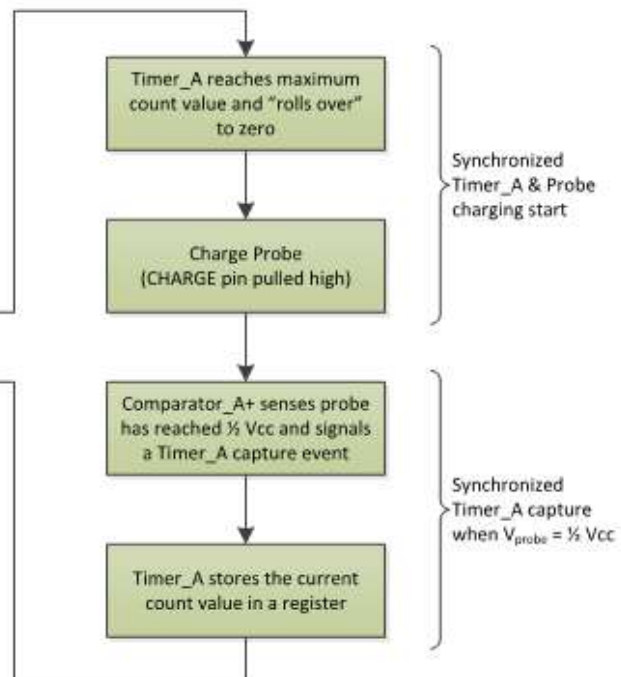 Timer_A reaches maximum
count value and “rolls over”
to zero
Synchronized
Timer_A & Probe
charging start
Charge Probe
(CHARGE pin pulled high)
Comparator_A+ senses probe
has reached ½ Vcc and signals
a Timer_A capture event
Synchronized
Timer_A capture
when Vprobe = ½ Vcc
Timer_A stores the current
count value in a register